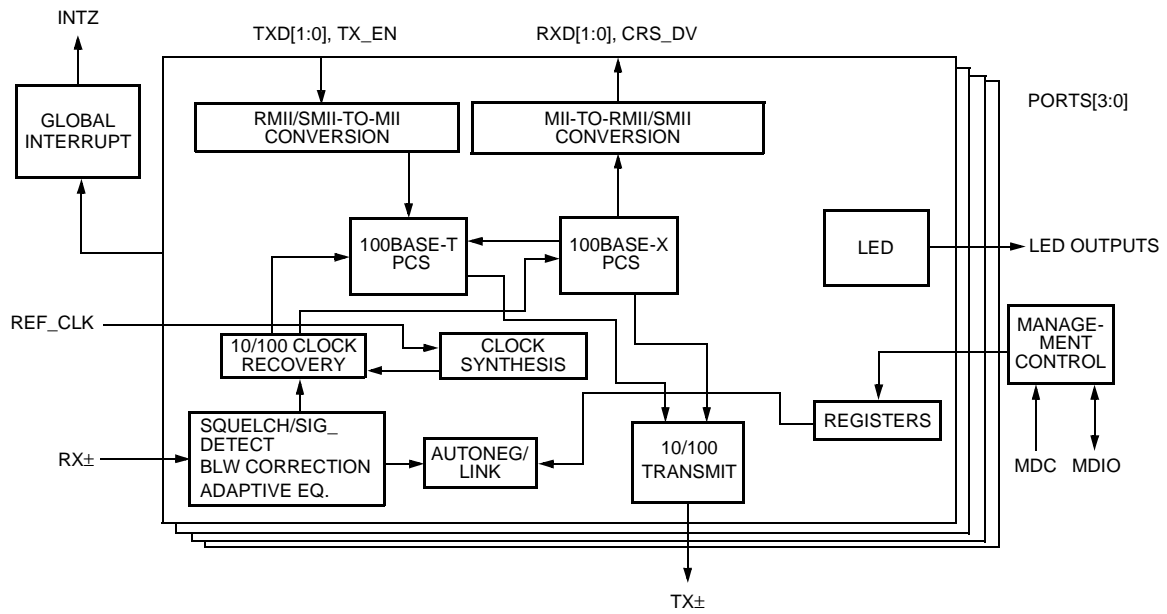 INTZ
TXD[1:0], TX_EN
RXD[1:0], CRS_DV
GLOBAL
INTERRUPT
RMII/SMII-TO-MII
CONVERSION
MII-TO-RMII/SMII
CONVERSION
PORTS[3:0]
100BASE-T
PCS
100BASE-X
PCS
LED
LED OUTPUTS
REF_CLK
10/100 CLOCK
RECOVERY
CLOCK
SYNTHESIS
MANAGE-
MENT
CONTROL
REGISTERS
SQUELCH/SIG_
DETECT
BLW CORRECTION
ADAPTIVE EQ.
AUTONEG/
LINK
10/100
TRANSMIT
RX±
MDC
MDIO
TX±